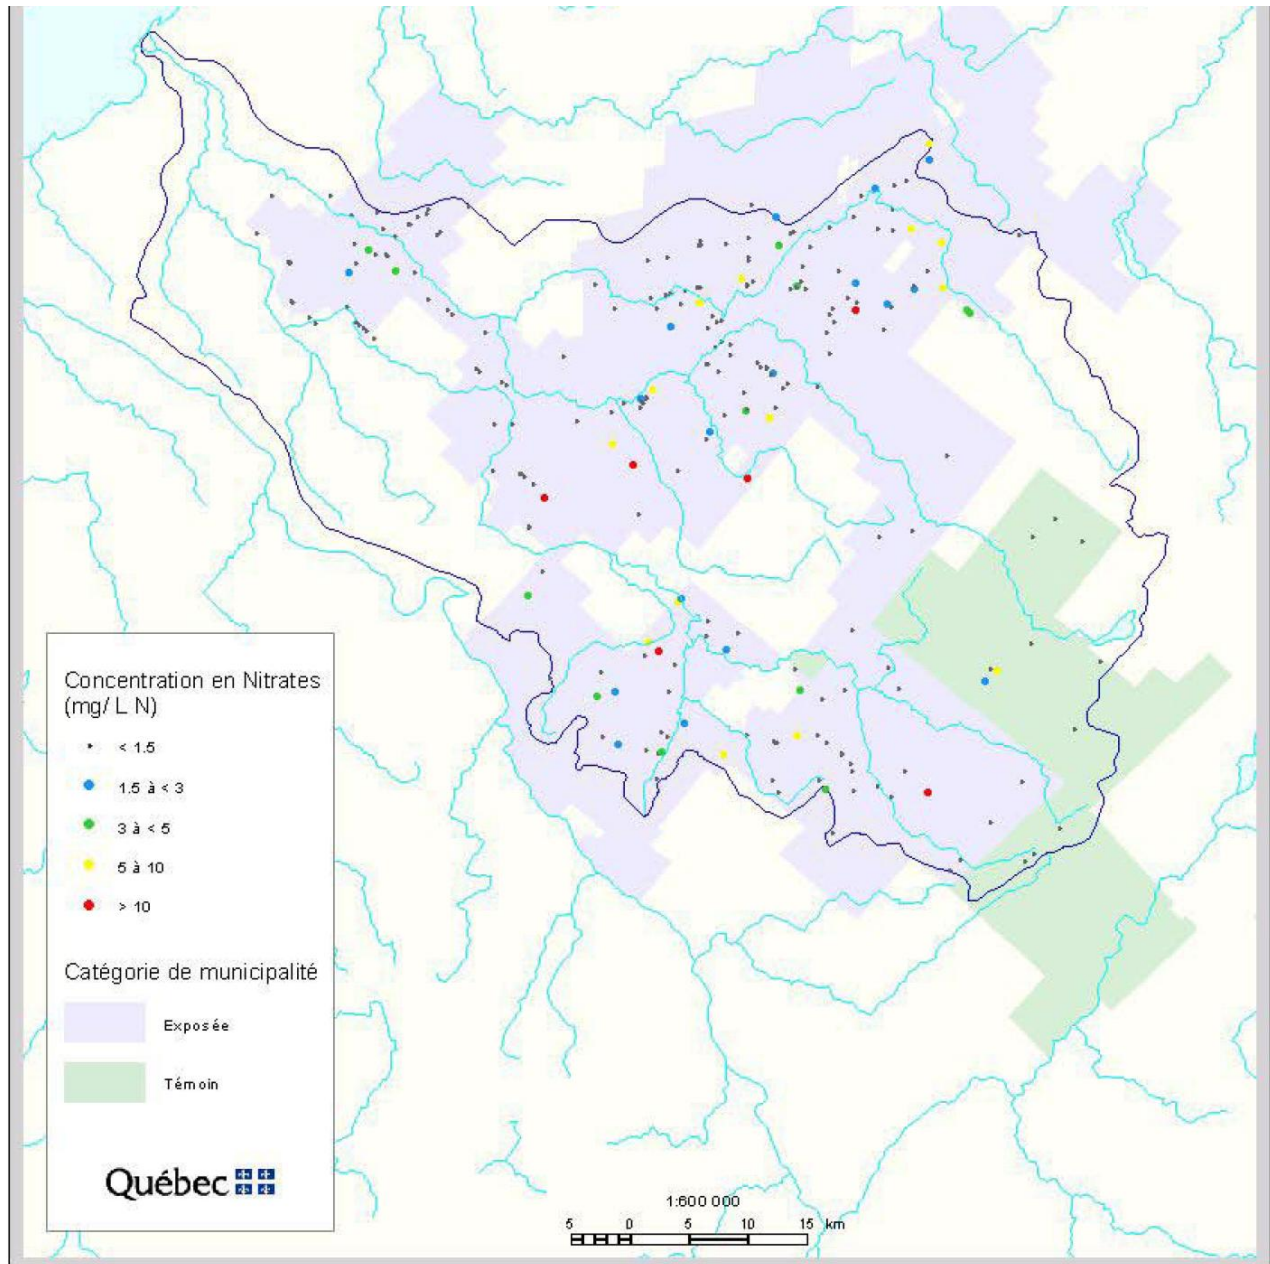 Concentration en Nitrates
(mg/ L N)
< 1.5
1.5 à < 3
3 à < 5
5 à 10
> 10
Catégorie de municipalité
Exposée
Témoin
Québec
1:600 000
5 0 5 10 15 km